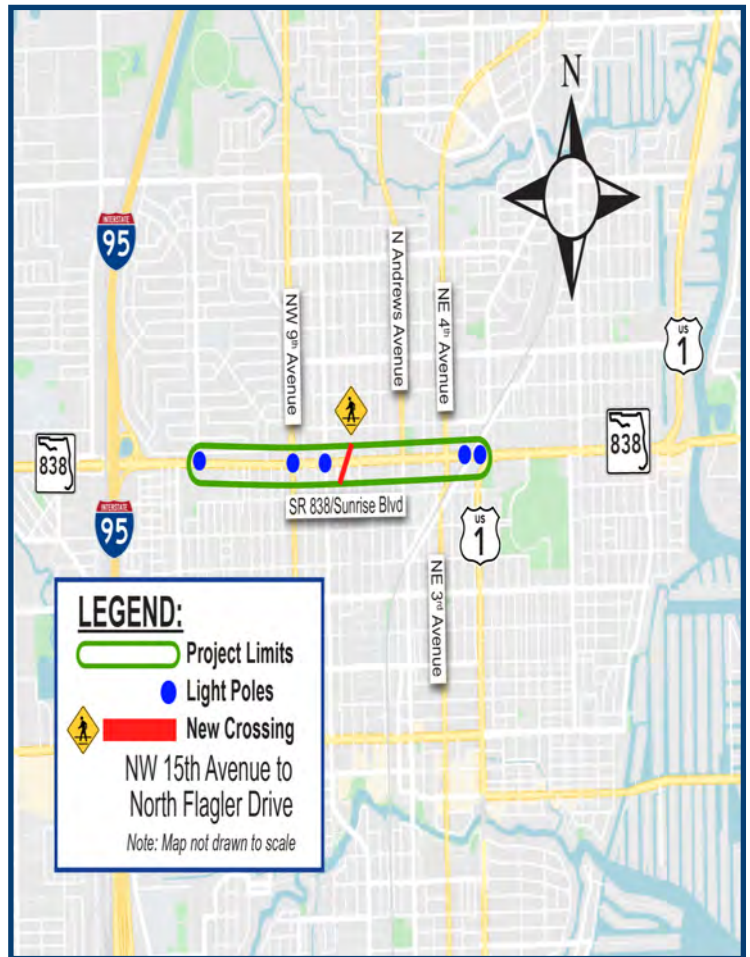 N
INTERSTATE
95
US
1
NW 9th Avenue
N Andrews Avenue
NE 4th Avenue
838
838
SR 838/Sunrise Blvd
INTERSTATE
95
US
1
NE 3rd Avenue
LEGEND:
Project Limits
Light Poles
New Crossing
NW 15th Avenue to
North Flagler Drive
Note: Map not drawn to scale